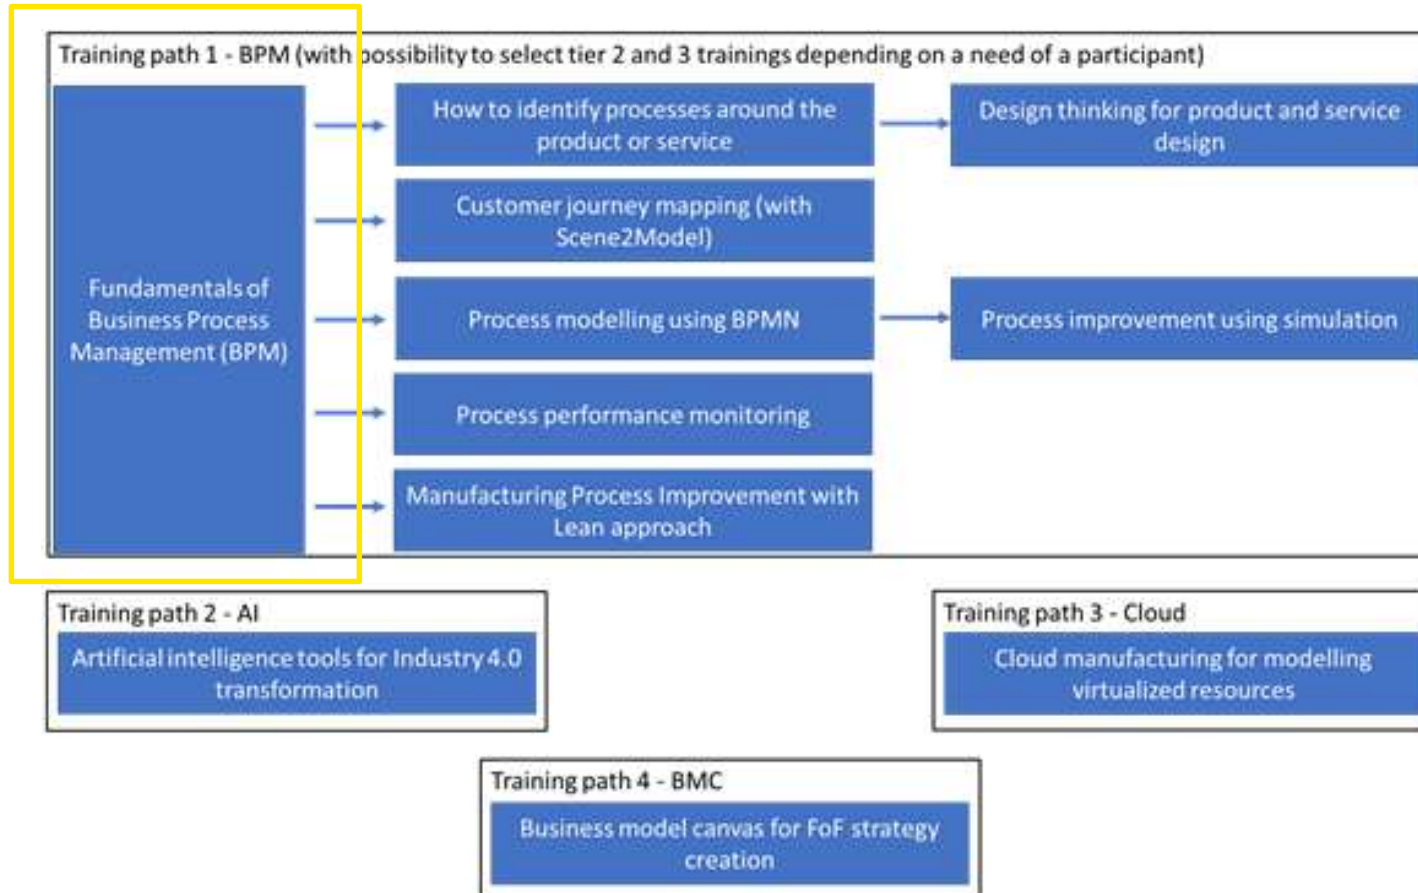 Training path 1 - BPM (with possibility to select tier 2 and 3 trainings depending on a need of a participant)
Fundamentals of
Business Process
Management (BPM)
How to identify processes around the
product or service
Design thinking for product and service
design
Customer journey mapping (with
Scene2Model)
Process modelling using BPMN
Process improvement using simulation
Process performance monitoring
Manufacturing Process Improvement with
Lean approach
Training path 2 - AI
Artificial intelligence tools for Industry 4.0
transformation
Training path 3 - Cloud
Cloud manufacturing for modelling
virtualized resources
Training path 4 - BMC
Business model canvas for FoF strategy
creation